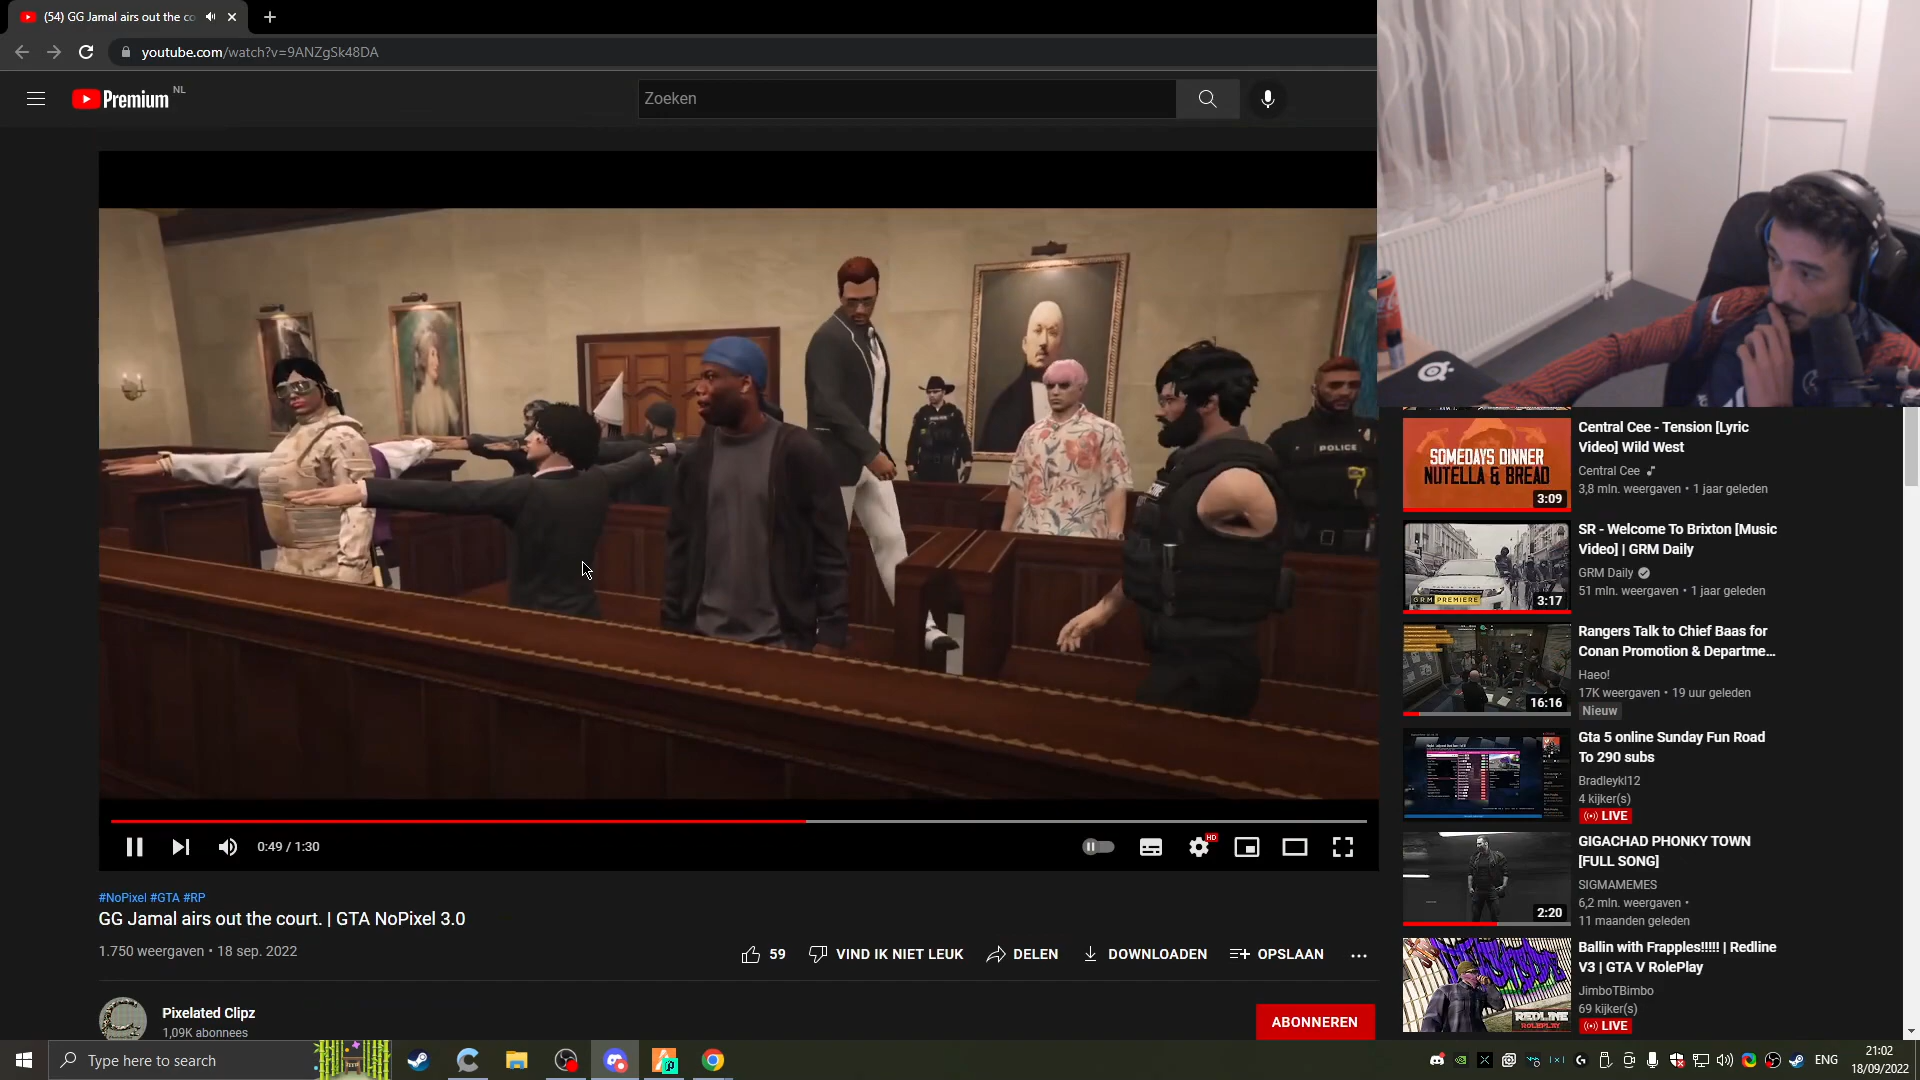 (54) GG Jamal airs out the co
youtube.com/watch?v=9ANZgSk48DA
Premium NL
Zoeken
POLICE
0:49 / 1:30
HD
#NoPixel #GTA #RP
GG Jamal airs out the court. | GTA NoPixel 3.0
1.750 weergaven • 18 sep. 2022
59
VIND IK NIET LEUK
DELEN
DOWNLOADEN
OPSLAAN
Pixelated Clipz
1,09K abonnees
ABONNEREN
SOMEDAYS DINNER
NUTELLA & BREAD
3:09
Central Cee - Tension [Lyric
Video] Wild West
Central Cee
3,8 mln. weergaven • 1 jaar geleden
GRM PREMIERE
3:17
SR - Welcome To Brixton [Music
Video] | GRM Daily
GRM Daily
51 mln. weergaven • 1 jaar geleden
16:16
Rangers Talk to Chief Baas for
Conan Promotion & Departme...
Haeo!
17K weergaven • 19 uur geleden
Nieuw
Gta 5 online Sunday Fun Road
To 290 subs
Bradleykl12
4 kijker(s)
LIVE
2:20
GIGACHAD PHONKY TOWN
[FULL SONG]
SIGMAMEMES
6,2 mln. weergaven •
11 maanden geleden
REDLINE
ROLEPLAY
Ballin with Frapples!!!!! | Redline
V3 | GTA V RolePlay
JimboTBimbo
69 kijker(s)
LIVE
Type here to search
ENG
21:02
18/09/2022